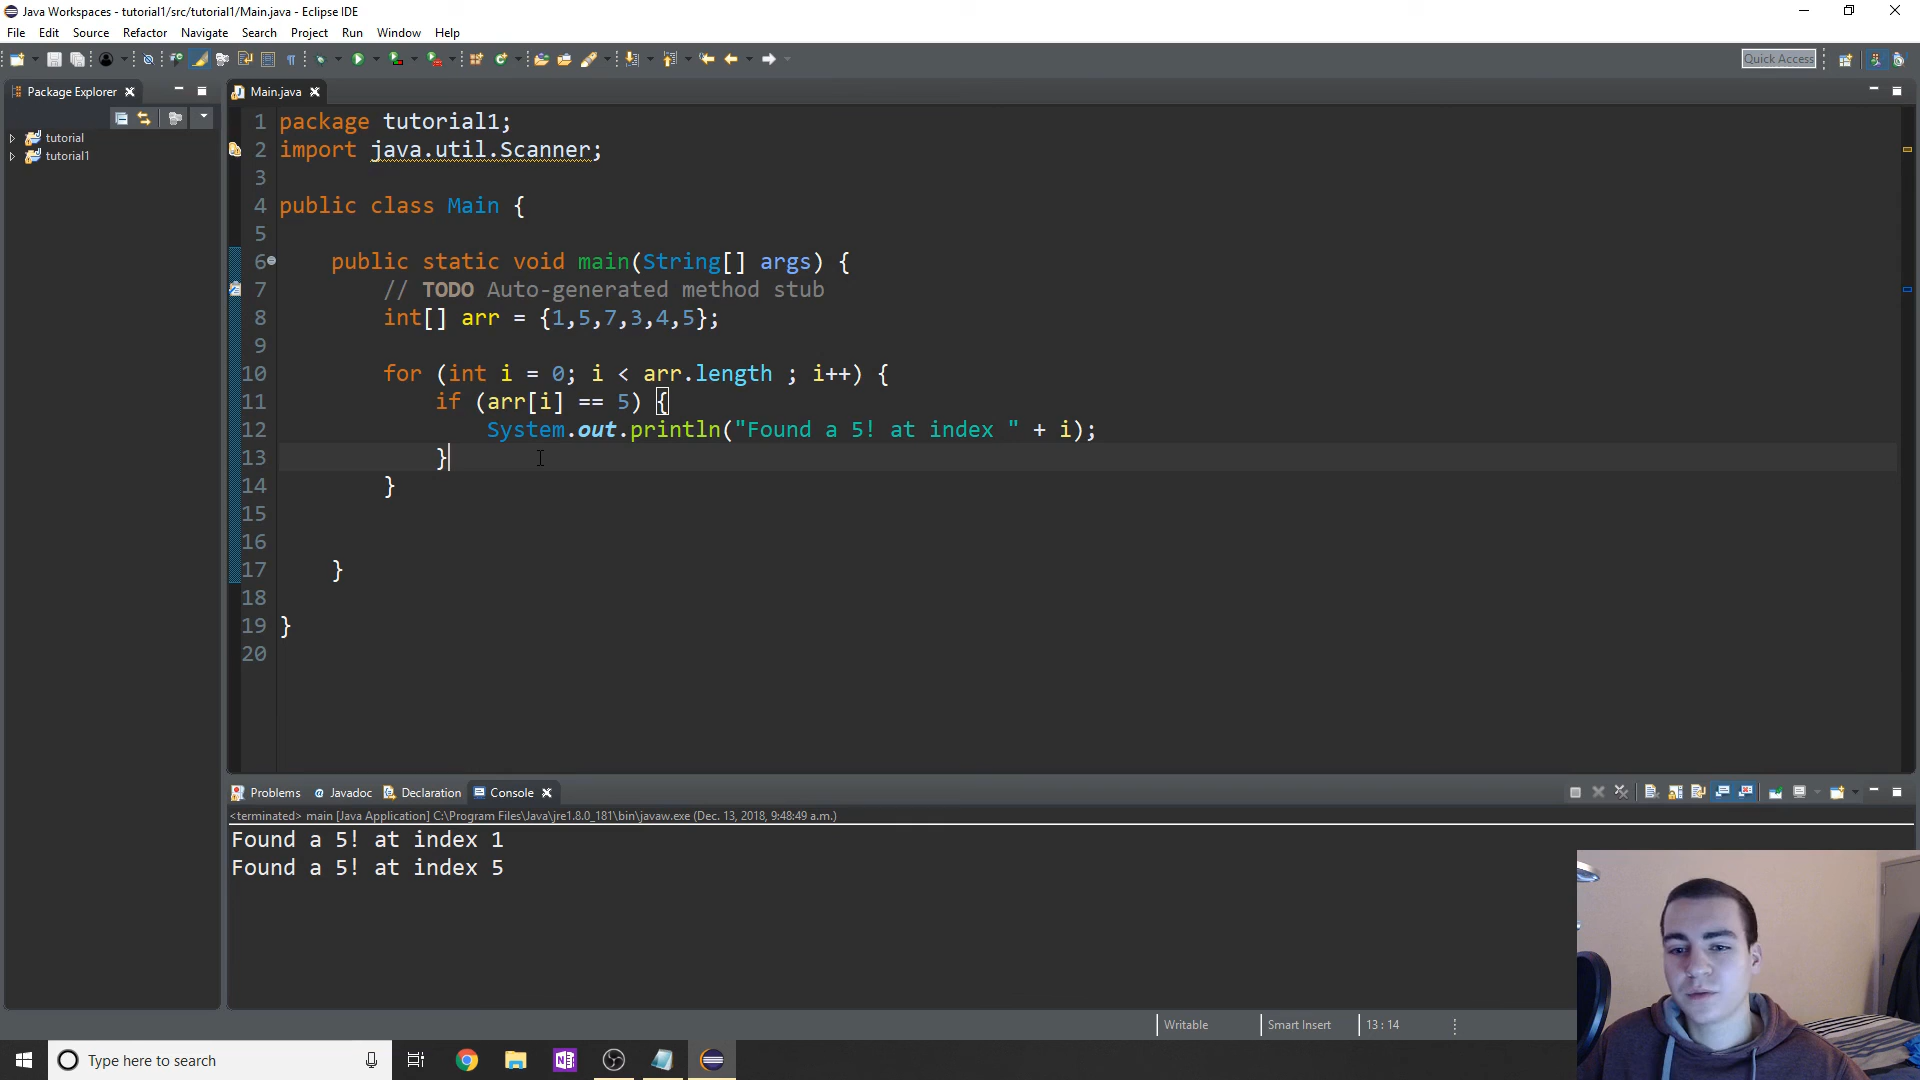 Java Workspaces - tutorial1/src/tutorial1/Main.java - Eclipse IDE
File Edit Source Refactor Navigate Search Project Run Window Help
Quick Access
Package Explorer
Main.java
tutorial
tutorial1
1 package tutorial1;
2 import java.util.Scanner;
3
4 public class Main {
5
6 public static void main(String[] args) {
7 // TODO Auto-generated method stub
8 int[] arr = {1,5,7,3,4,5};
9
10 for (int i = 0; i < arr.length ; i++) {
11 if (arr[i] == 5) {
12 System.out.println("Found a 5! at index " + i);
13 }
14 }
15
16
17 }
18
19 }
20
Problems @ Javadoc Declaration Console
<terminated> main [Java Application] C:\Program Files\Java\jre1.8.0_181\bin\javaw.exe (Dec. 13, 2018, 9:48:49 a.m.)
Found a 5! at index 1
Found a 5! at index 5
Writable Smart Insert 13 : 14
Type here to search